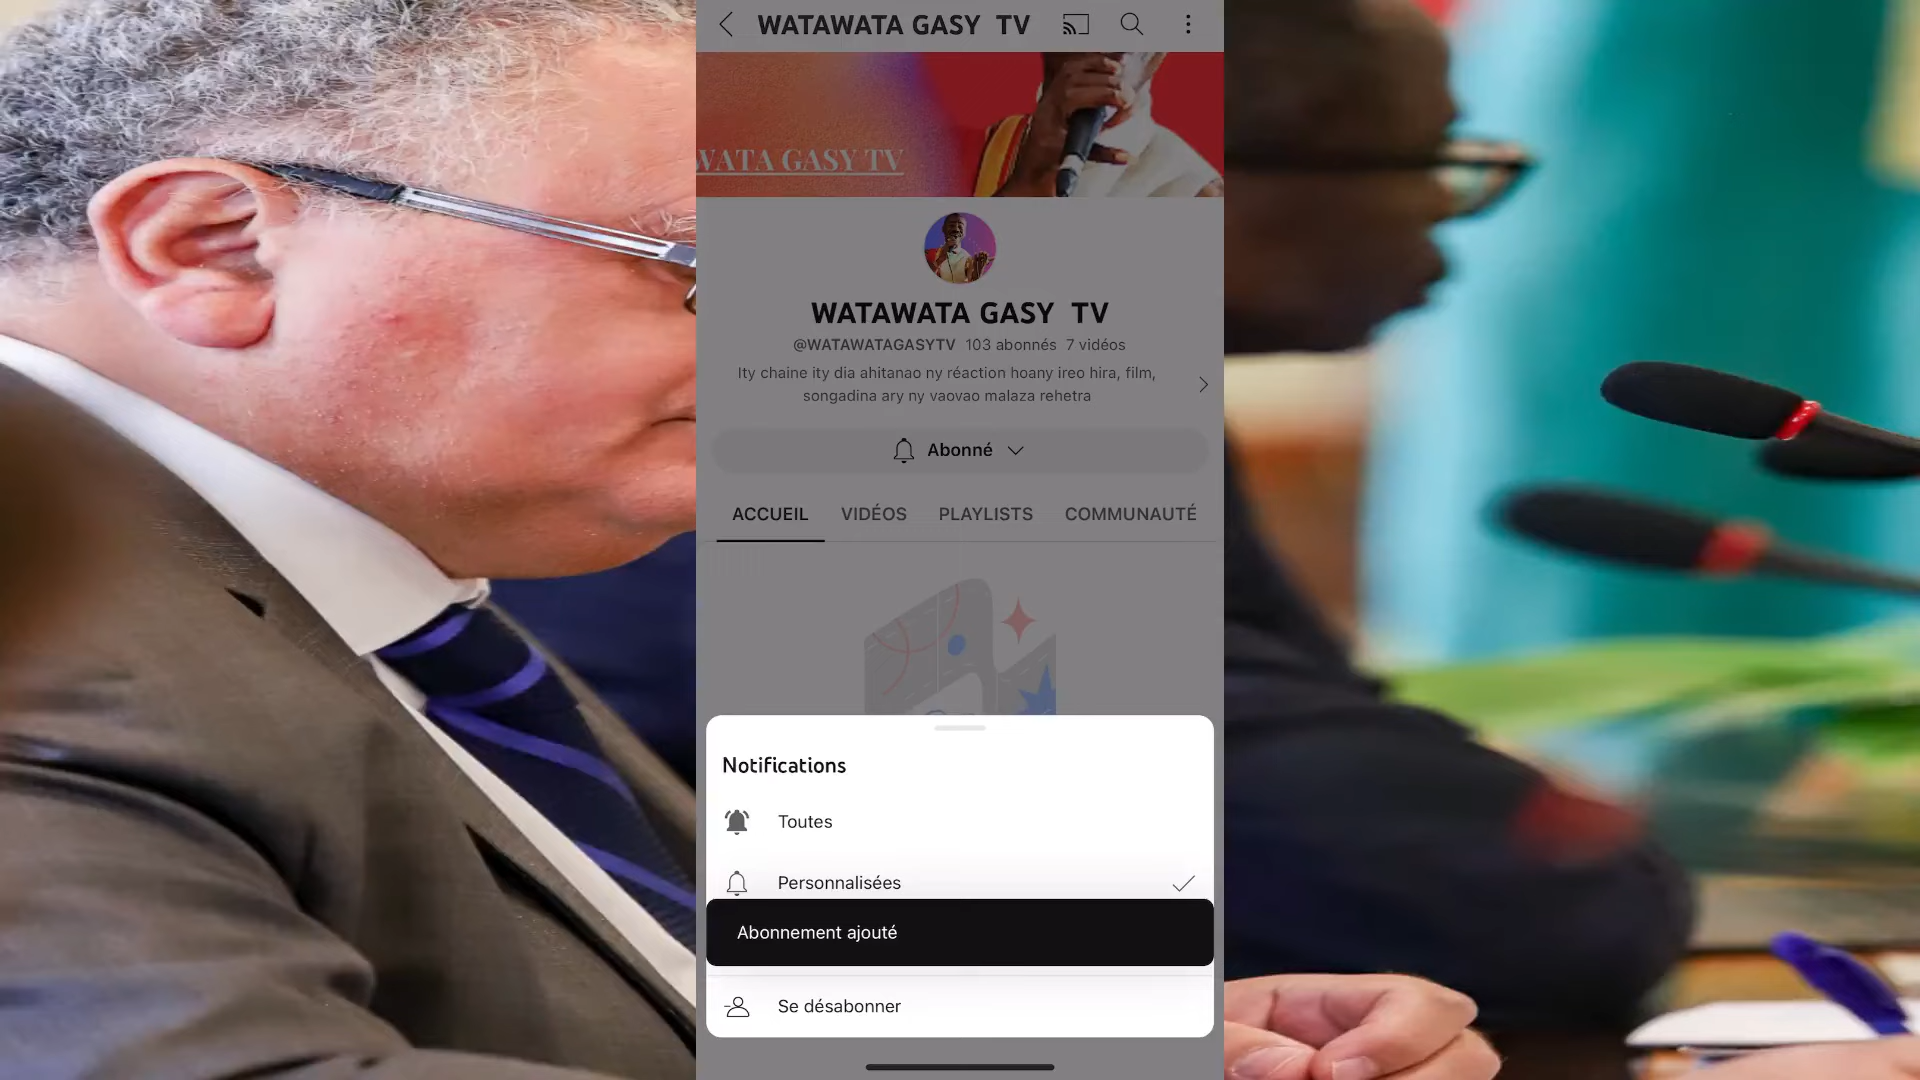 WATAWATA GASY TV
WATA GASY TV
WATAWATA GASY TV
@WATAWATAGASYTV 103 abonnés 7 vidéos
Ity chaine ity dia ahitanao ny réaction hoany ireo hira, film,
songadina ary ny vaovao malaza rehetra
Abonné
ACCUEIL VIDÉOS PLAYLISTS COMMUNAUTÉ
Notifications
Toutes
Personnalisées
Abonnement ajouté
Se désabonner